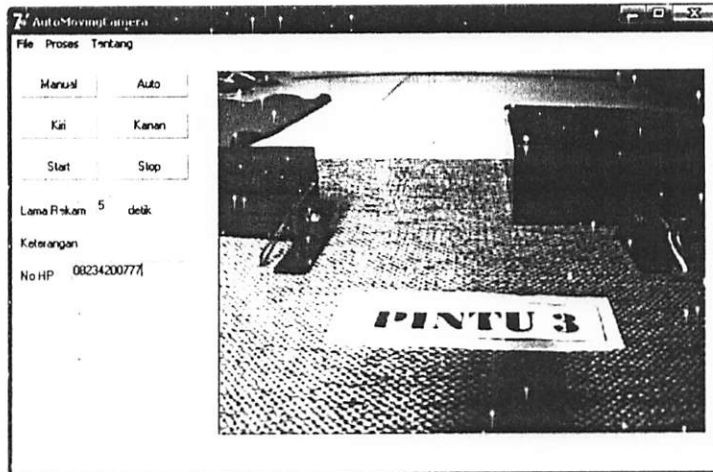 AutoMovingCamera
File Proses Tentang
Manual Auto
Kiri Kanan
Start Stop
Lama Rekam 5 detik
Keterangan
No HP 08234200777
PINTU 3